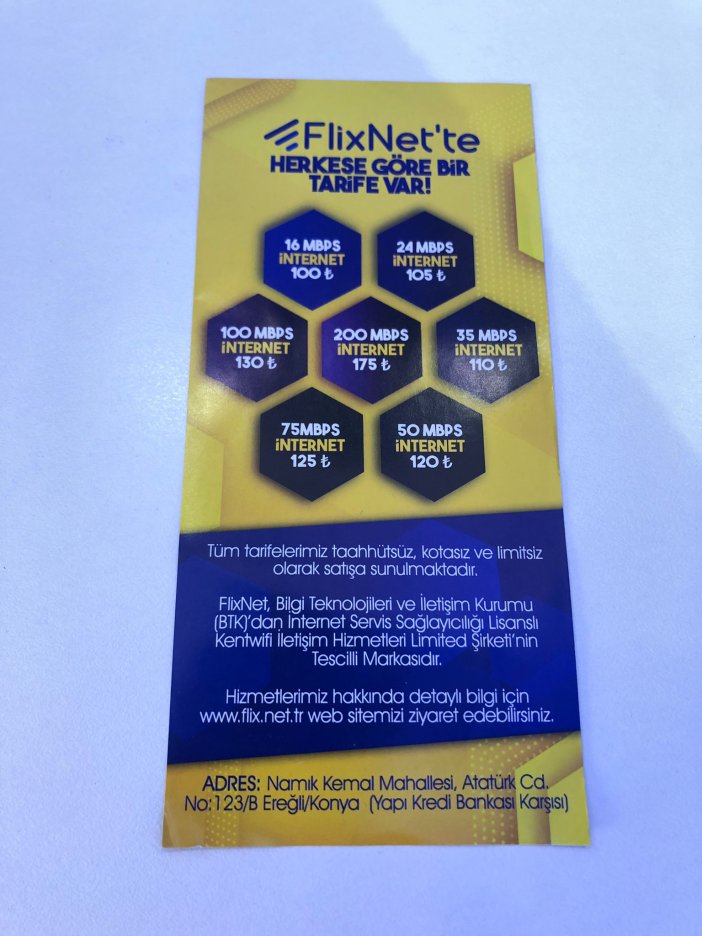 FlixNet'te
HERKESE GÖRE BİR
TARİFE VAR!
16 MBPS
İNTERNET
100 ₺
24 MBPS
İNTERNET
105 ₺
100 MBPS
İNTERNET
130 ₺
200 MBPS
İNTERNET
175 ₺
35 MBPS
İNTERNET
110 ₺
75MBPS
İNTERNET
125 ₺
50 MBPS
İNTERNET
120 ₺
Tüm tarifelerimiz taahhütsüz, kotasız ve limitsiz
olarak satışa sunulmaktadır.
FlixNet, Bilgi Teknolojileri ve İletişim Kurumu
(BTK)'dan İnternet Servis Sağlayıcılığı Lisanslı
Kentwifi İletişim Hizmetleri Limited Şirketi'nin
Tescilli Markasıdır.
Hizmetlerimiz hakkında detaylı bilgi için
www.flix.net.tr web sitemizi ziyaret edebilirsiniz.
ADRES: Namık Kemal Mahallesi, Atatürk Cd.
No:123/B Ereğli/Konya (Yapı Kredi Bankası Karşısı)